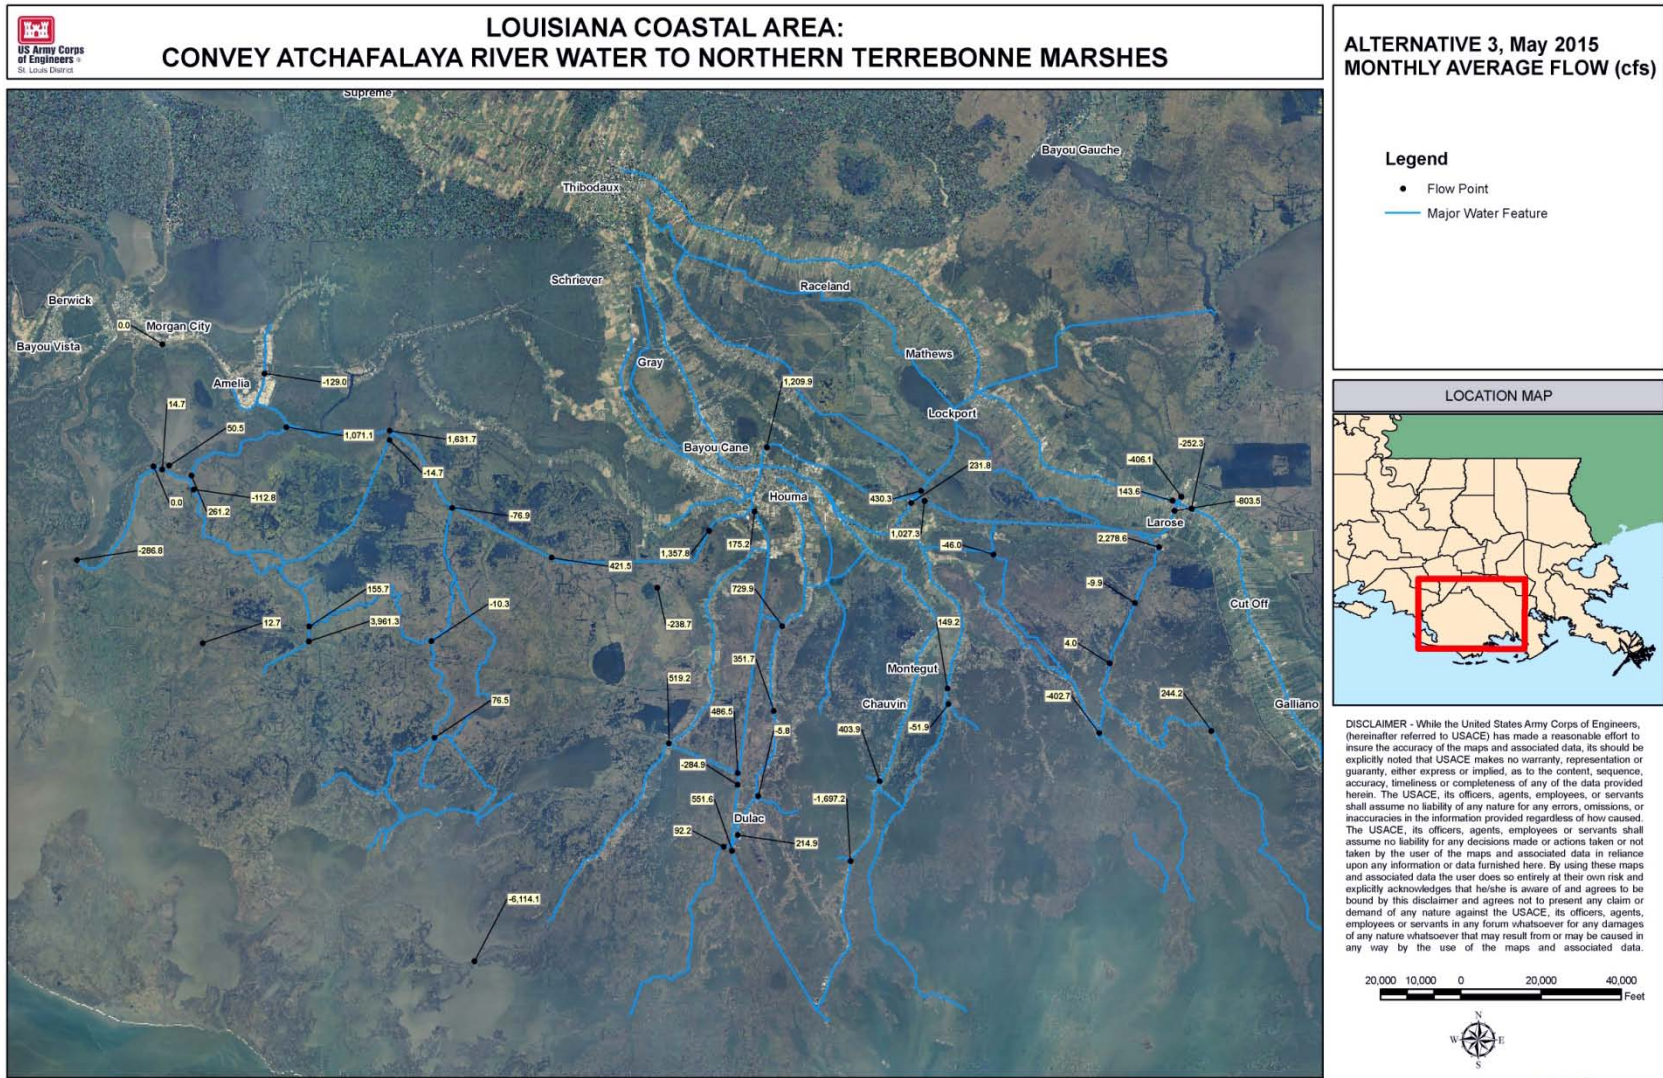 US Army Corps
of Engineers ®
St. Louis District
LOUISIANA COASTAL AREA:
CONVEY ATCHAFALAYA RIVER WATER TO NORTHERN TERREBONNE MARSHES
ALTERNATIVE 3, May 2015
MONTHLY AVERAGE FLOW (cfs)
Legend
Flow Point
Major Water Feature
LOCATION MAP
DISCLAIMER - While the United States Army Corps of Engineers,
(hereinafter referred to USACE) has made a reasonable effort to
insure the accuracy of the maps and associated data, its should be
explicitly noted that USACE makes no warranty, representation or
guaranty, either express or implied, as to the content, sequence,
accuracy, timeliness or completeness of any of the data provided
herein. The USACE, its officers, agents, employees, or servants
shall assume no liability of any nature for any errors, omissions, or
inaccuracies in the information provided regardless of how caused.
The USACE, its officers, agents, employees or servants shall
assume no liability for any decisions made or actions taken or not
taken by the user of the maps and associated data in reliance
upon any information or data furnished here. By using these maps
and associated data the user does so entirely at their own risk and
explicitly acknowledges that he/she is aware of and agrees to be
bound by this disclaimer and agrees not to present any claim or
demand of any nature against the USACE, its officers, agents,
employees or servants in any forum whatsoever for any damages
of any nature whatsoever that may result from or may be caused in
any way by the use of the maps and associated data.
20,000 10,000 0 20,000 40,000
Feet
N
W E
S
Supreme
Bayou Gauche
Thibodaux
Schriever
Raceland
Berwick
Morgan City
0.0
Bayou Vista
Mathews
Gray
Amelia
-129.0
1,209.9
14.7
Lockport
50.5
1,071.1
1,631.7
Bayou Cane
-252.3
-406.1
231.8
-14.7
430.3
143.6
Houma
0.0
-112.8
261.2
-76.9
-803.5
Larose
1,027.3
2,278.6
175.2
-46.0
1,357.8
-286.8
421.5
-9.9
155.7
729.9
-10.3
Cut Off
12.7
3,961.3
-238.7
149.2
4.0
351.7
Montegut
519.2
76.5
-402.7
244.2
Chauvin
Galliano
486.5
-5.8
403.9
-51.9
-284.9
551.6
-1,697.2
Dulac
92.2
214.9
-6,114.1